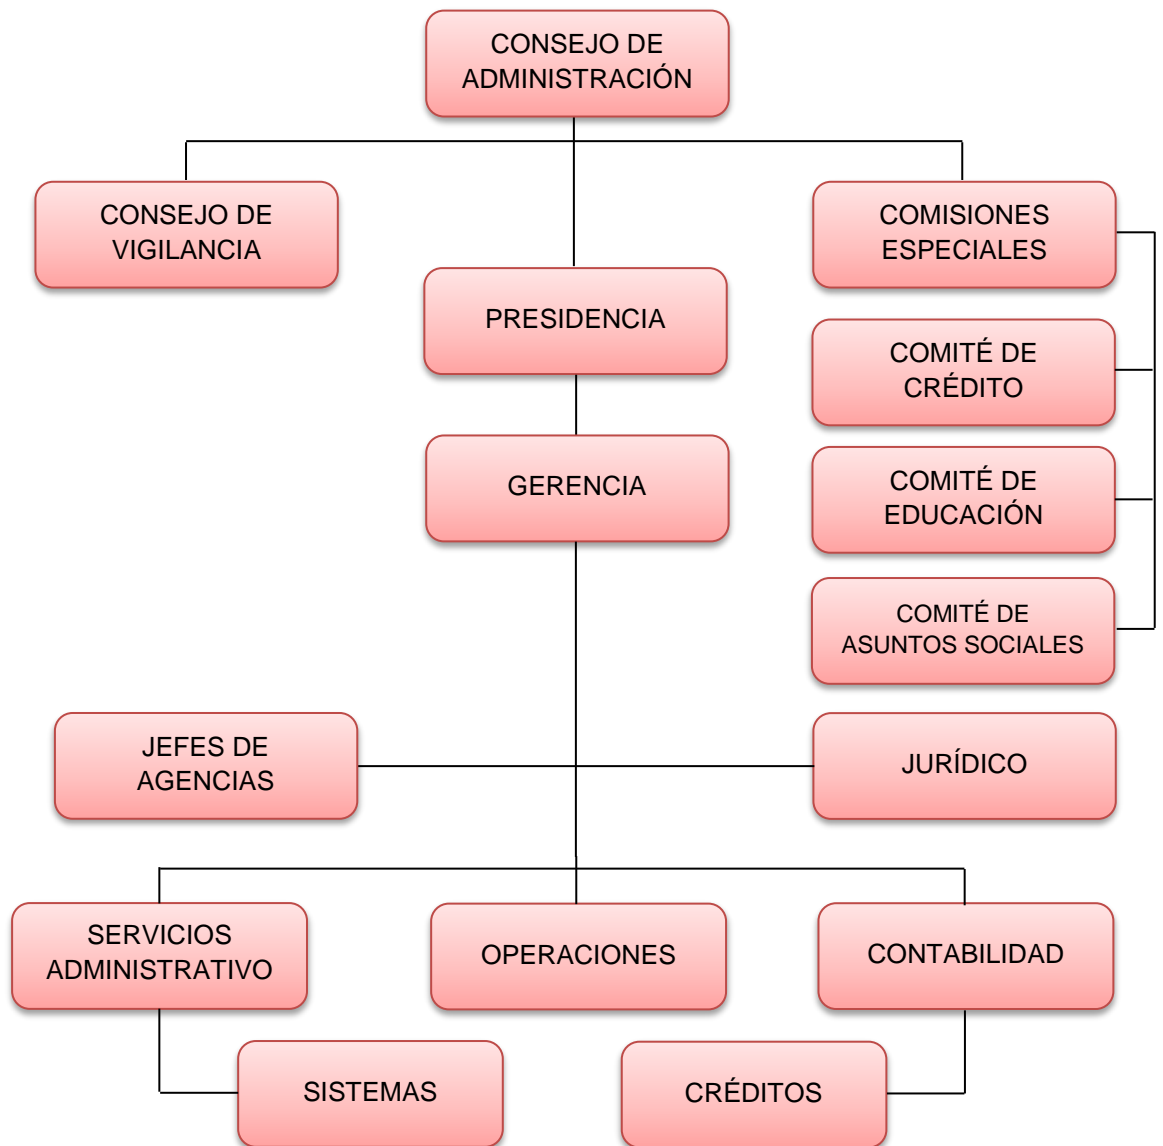 CONSEJO DE
ADMINISTRACIÓN
CONSEJO DE
VIGILANCIA
COMISIONES
ESPECIALES
PRESIDENCIA
COMITÉ DE
CRÉDITO
GERENCIA
COMITÉ DE
EDUCACIÓN
COMITÉ DE
ASUNTOS SOCIALES
JEFES DE
AGENCIAS
JURÍDICO
SERVICIOS
ADMINISTRATIVO
OPERACIONES
CONTABILIDAD
SISTEMAS
CRÉDITOS